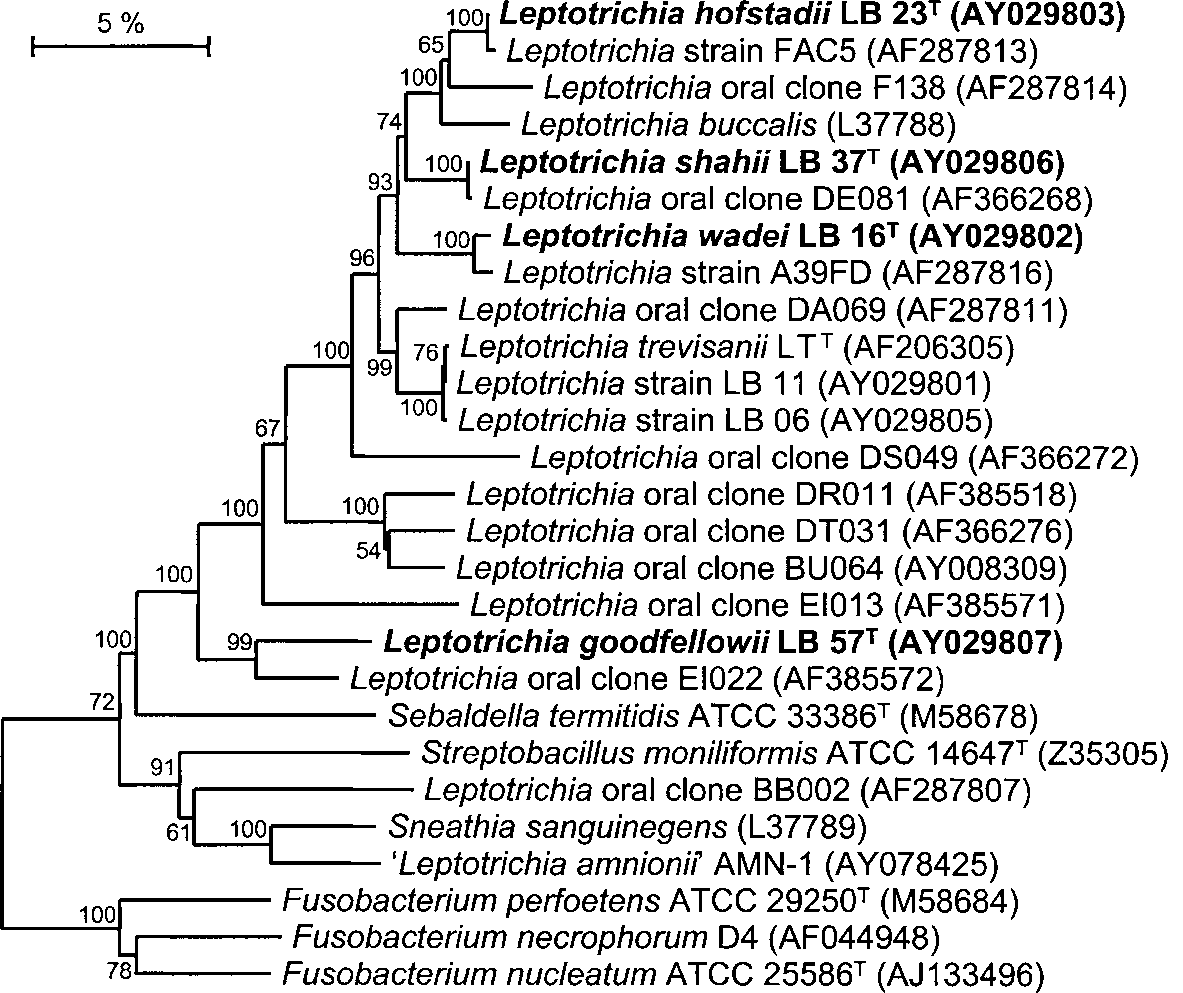 5 %
100 Leptotrichia hofstadii LB 23ᵀ (AY029803)
65 Leptotrichia strain FAC5 (AF287813)
100 Leptotrichia oral clone F138 (AF287814)
74 Leptotrichia buccalis (L37788)
100 Leptotrichia shahii LB 37ᵀ (AY029806)
93 Leptotrichia oral clone DE081 (AF366268)
100 Leptotrichia wadei LB 16ᵀ (AY029802)
96 Leptotrichia strain A39FD (AF287816)
Leptotrichia oral clone DA069 (AF287811)
100 76 Leptotrichia trevisanii LTᵀ (AF206305)
99 Leptotrichia strain LB 11 (AY029801)
100 Leptotrichia strain LB 06 (AY029805)
67 Leptotrichia oral clone DS049 (AF366272)
100 100 Leptotrichia oral clone DR011 (AF385518)
Leptotrichia oral clone DT031 (AF366276)
54
100 Leptotrichia oral clone BU064 (AY008309)
Leptotrichia oral clone EI013 (AF385571)
100 99 Leptotrichia goodfellowii LB 57ᵀ (AY029807)
Leptotrichia oral clone EI022 (AF385572)
72 Sebaldella termitidis ATCC 33386ᵀ (M58678)
Streptobacillus moniliformis ATCC 14647ᵀ (Z35305)
91
Leptotrichia oral clone BB002 (AF287807)
61 100 Sneathia sanguinegens (L37789)
‘Leptotrichia amnionii’ AMN-1 (AY078425)
100 Fusobacterium perfoetens ATCC 29250ᵀ (M58684)
Fusobacterium necrophorum D4 (AF044948)
78 Fusobacterium nucleatum ATCC 25586ᵀ (AJ133496)